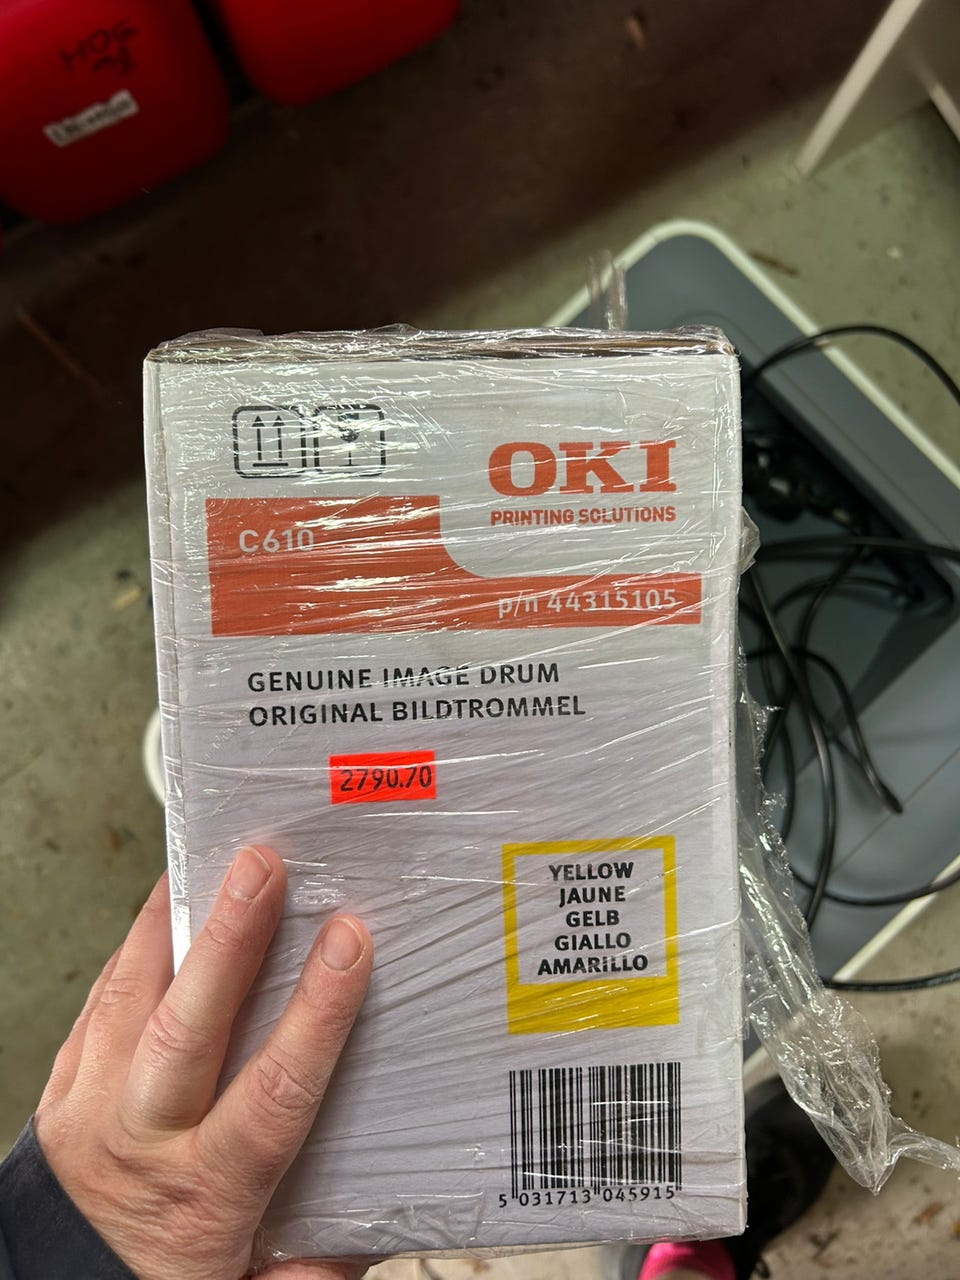 OKI
PRINTING SOLUTIONS
C610
p/n 44315105
GENUINE IMAGE DRUM
ORIGINAL BILDTROMMEL
2790.70
YELLOW
JAUNE
GELB
GIALLO
AMARILLO
5 031713 045915